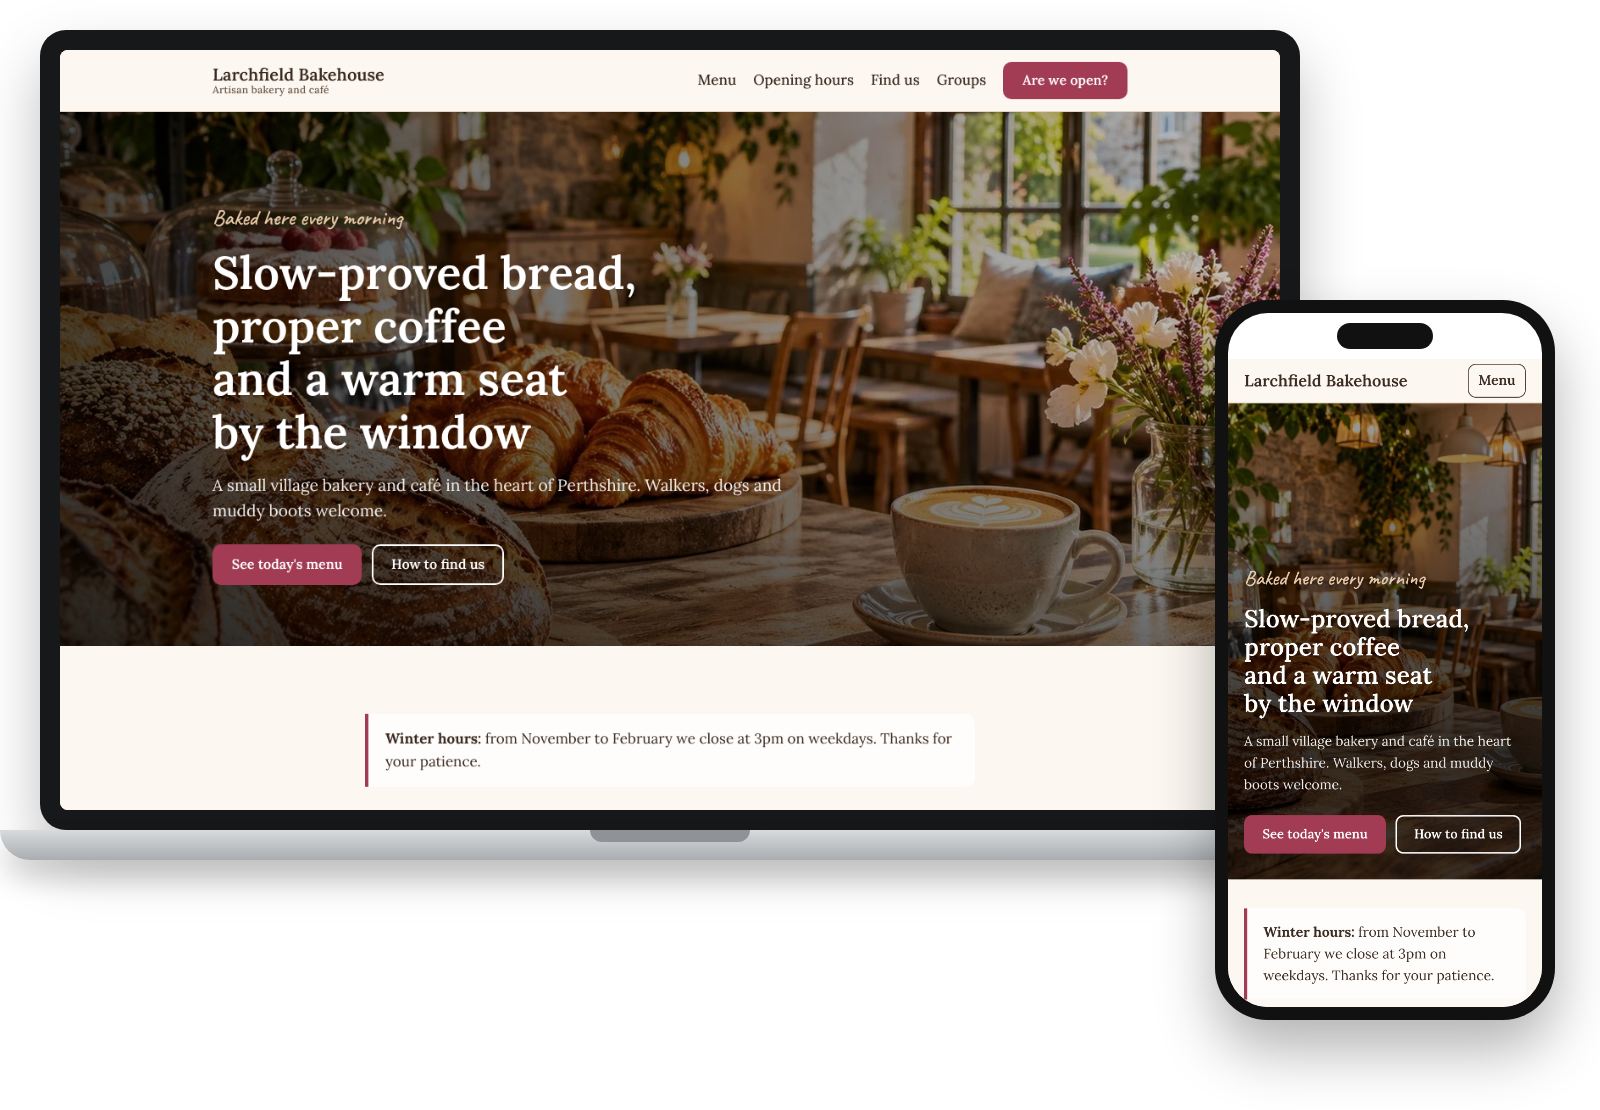 Larchfield Bakehouse
Artisan bakery and café
Menu Opening hours Find us Groups Are we open?
Baked here every morning
Slow-proved bread,
proper coffee
and a warm seat
by the window
A small village bakery and café in the heart of Perthshire. Walkers, dogs and
muddy boots welcome.
See today's menu How to find us
Winter hours: from November to February we close at 3pm on weekdays. Thanks for
your patience.
Larchfield Bakehouse Menu
Baked here every morning
Slow-proved bread,
proper coffee
and a warm seat
by the window
A small village bakery and café in the heart
of Perthshire. Walkers, dogs and muddy
boots welcome.
See today's menu How to find us
Winter hours: from November to
February we close at 3pm on
weekdays. Thanks for your patience.